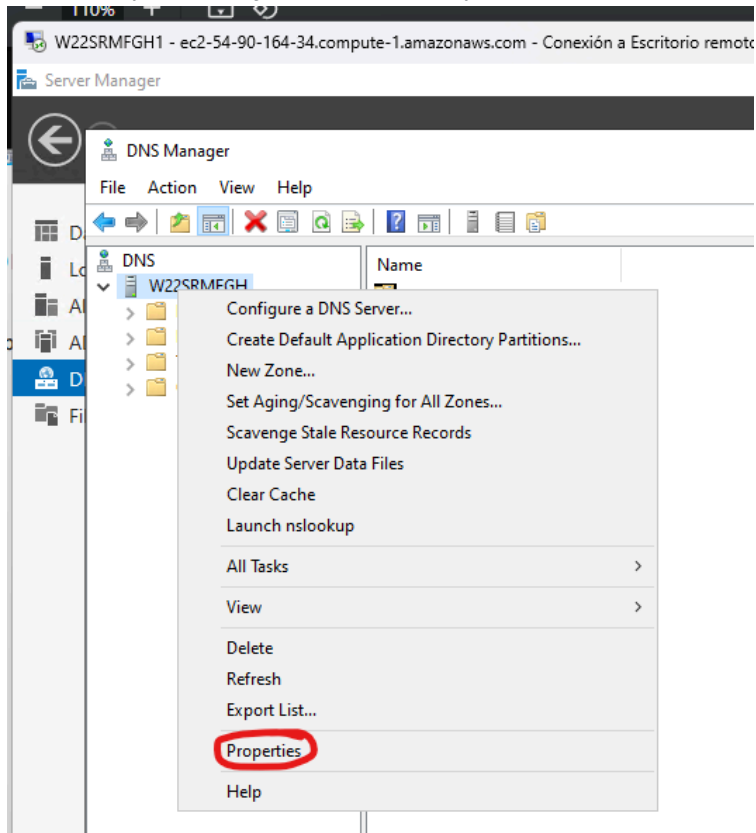 110%
W22SRMFGH1 - ec2-54-90-164-34.compute-1.amazonaws.com - Conexión a Escritorio remoto
Server Manager
DNS Manager
File Action View Help
DNS
Name
W22SRMFGH
Configure a DNS Server...
Create Default Application Directory Partitions...
New Zone...
Set Aging/Scavenging for All Zones...
Scavenge Stale Resource Records
Update Server Data Files
Clear Cache
Launch nslookup
All Tasks
View
Delete
Refresh
Export List...
Properties
Help